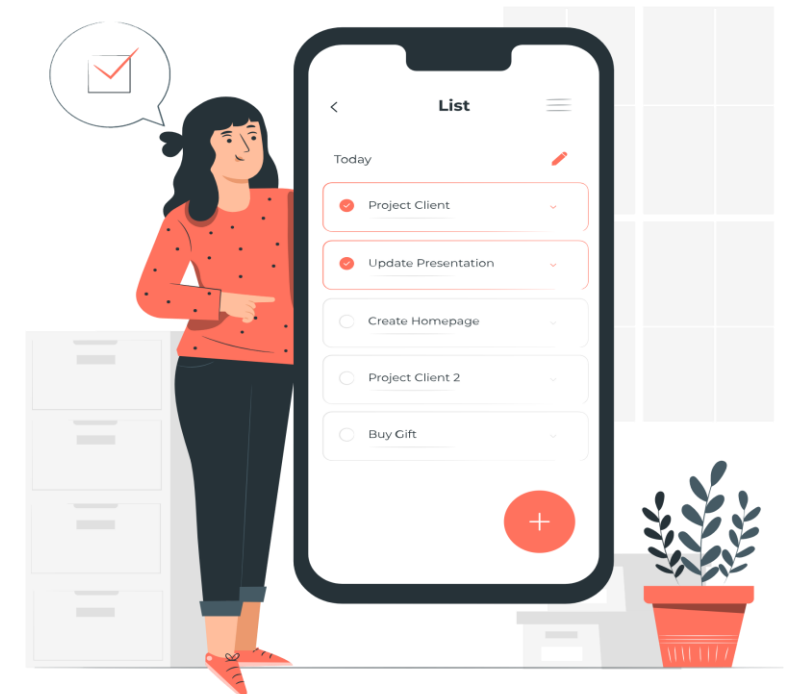 List
Today
Project Client
Update Presentation
Create Homepage
Project Client 2
Buy Gift